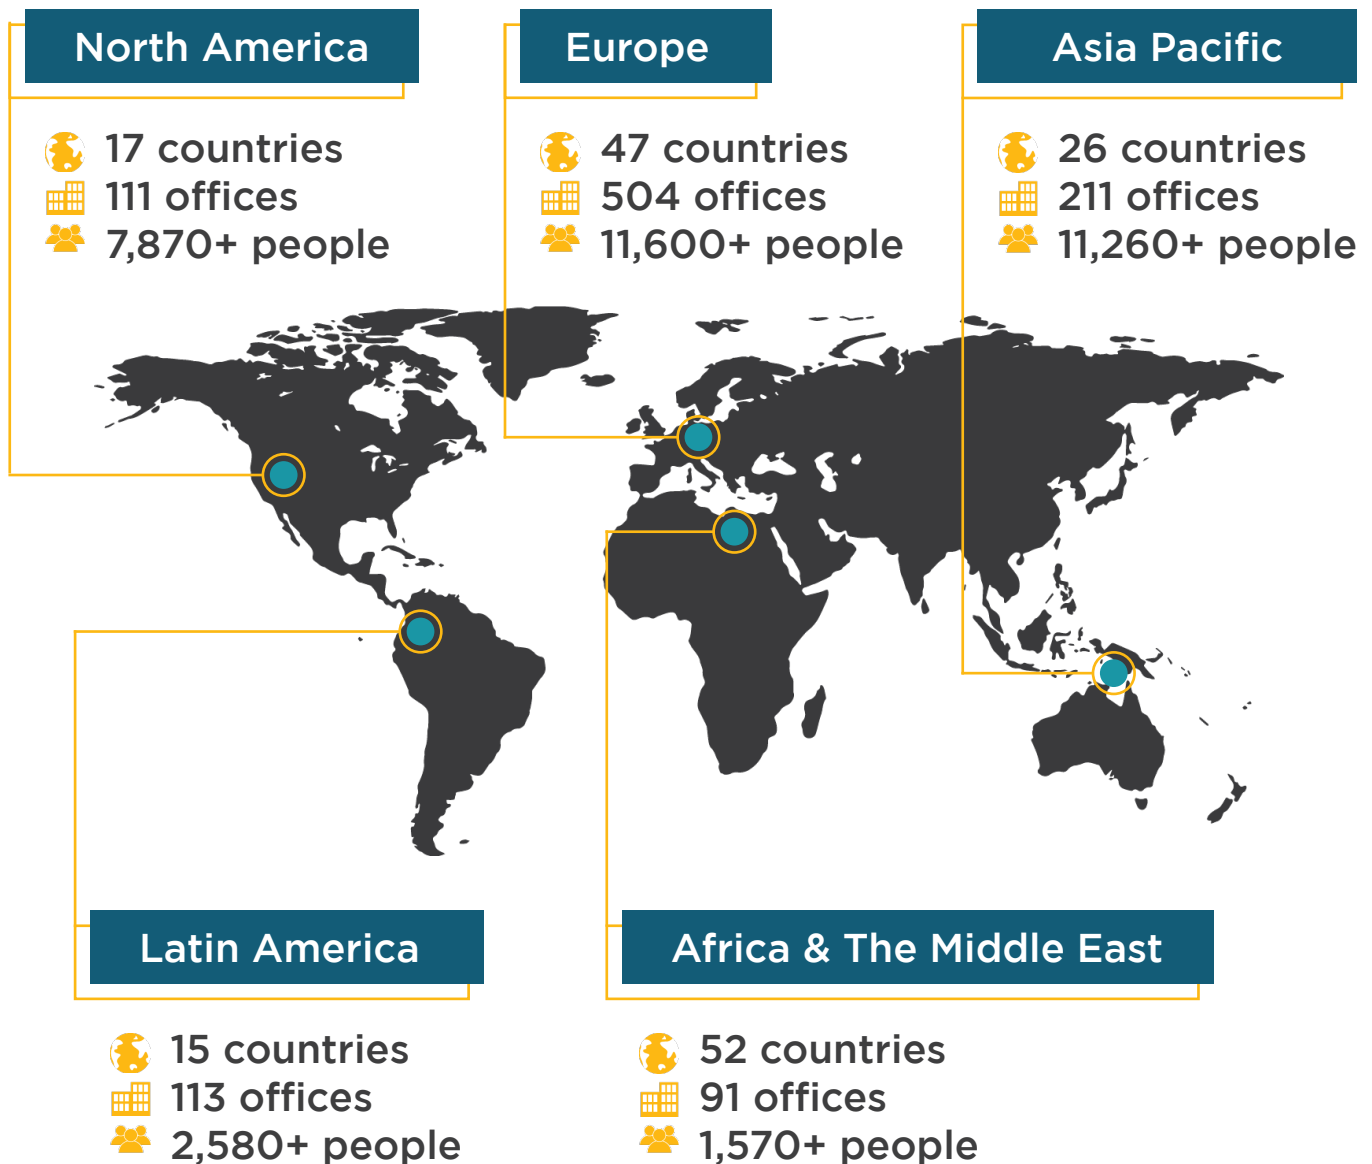 North America
17 countries
111 offices
7,870+ people
Europe
47 countries
504 offices
11,600+ people
Asia Pacific
26 countries
211 offices
11,260+ people
Latin America
15 countries
113 offices
2,580+ people
Africa & The Middle East
52 countries
91 offices
1,570+ people